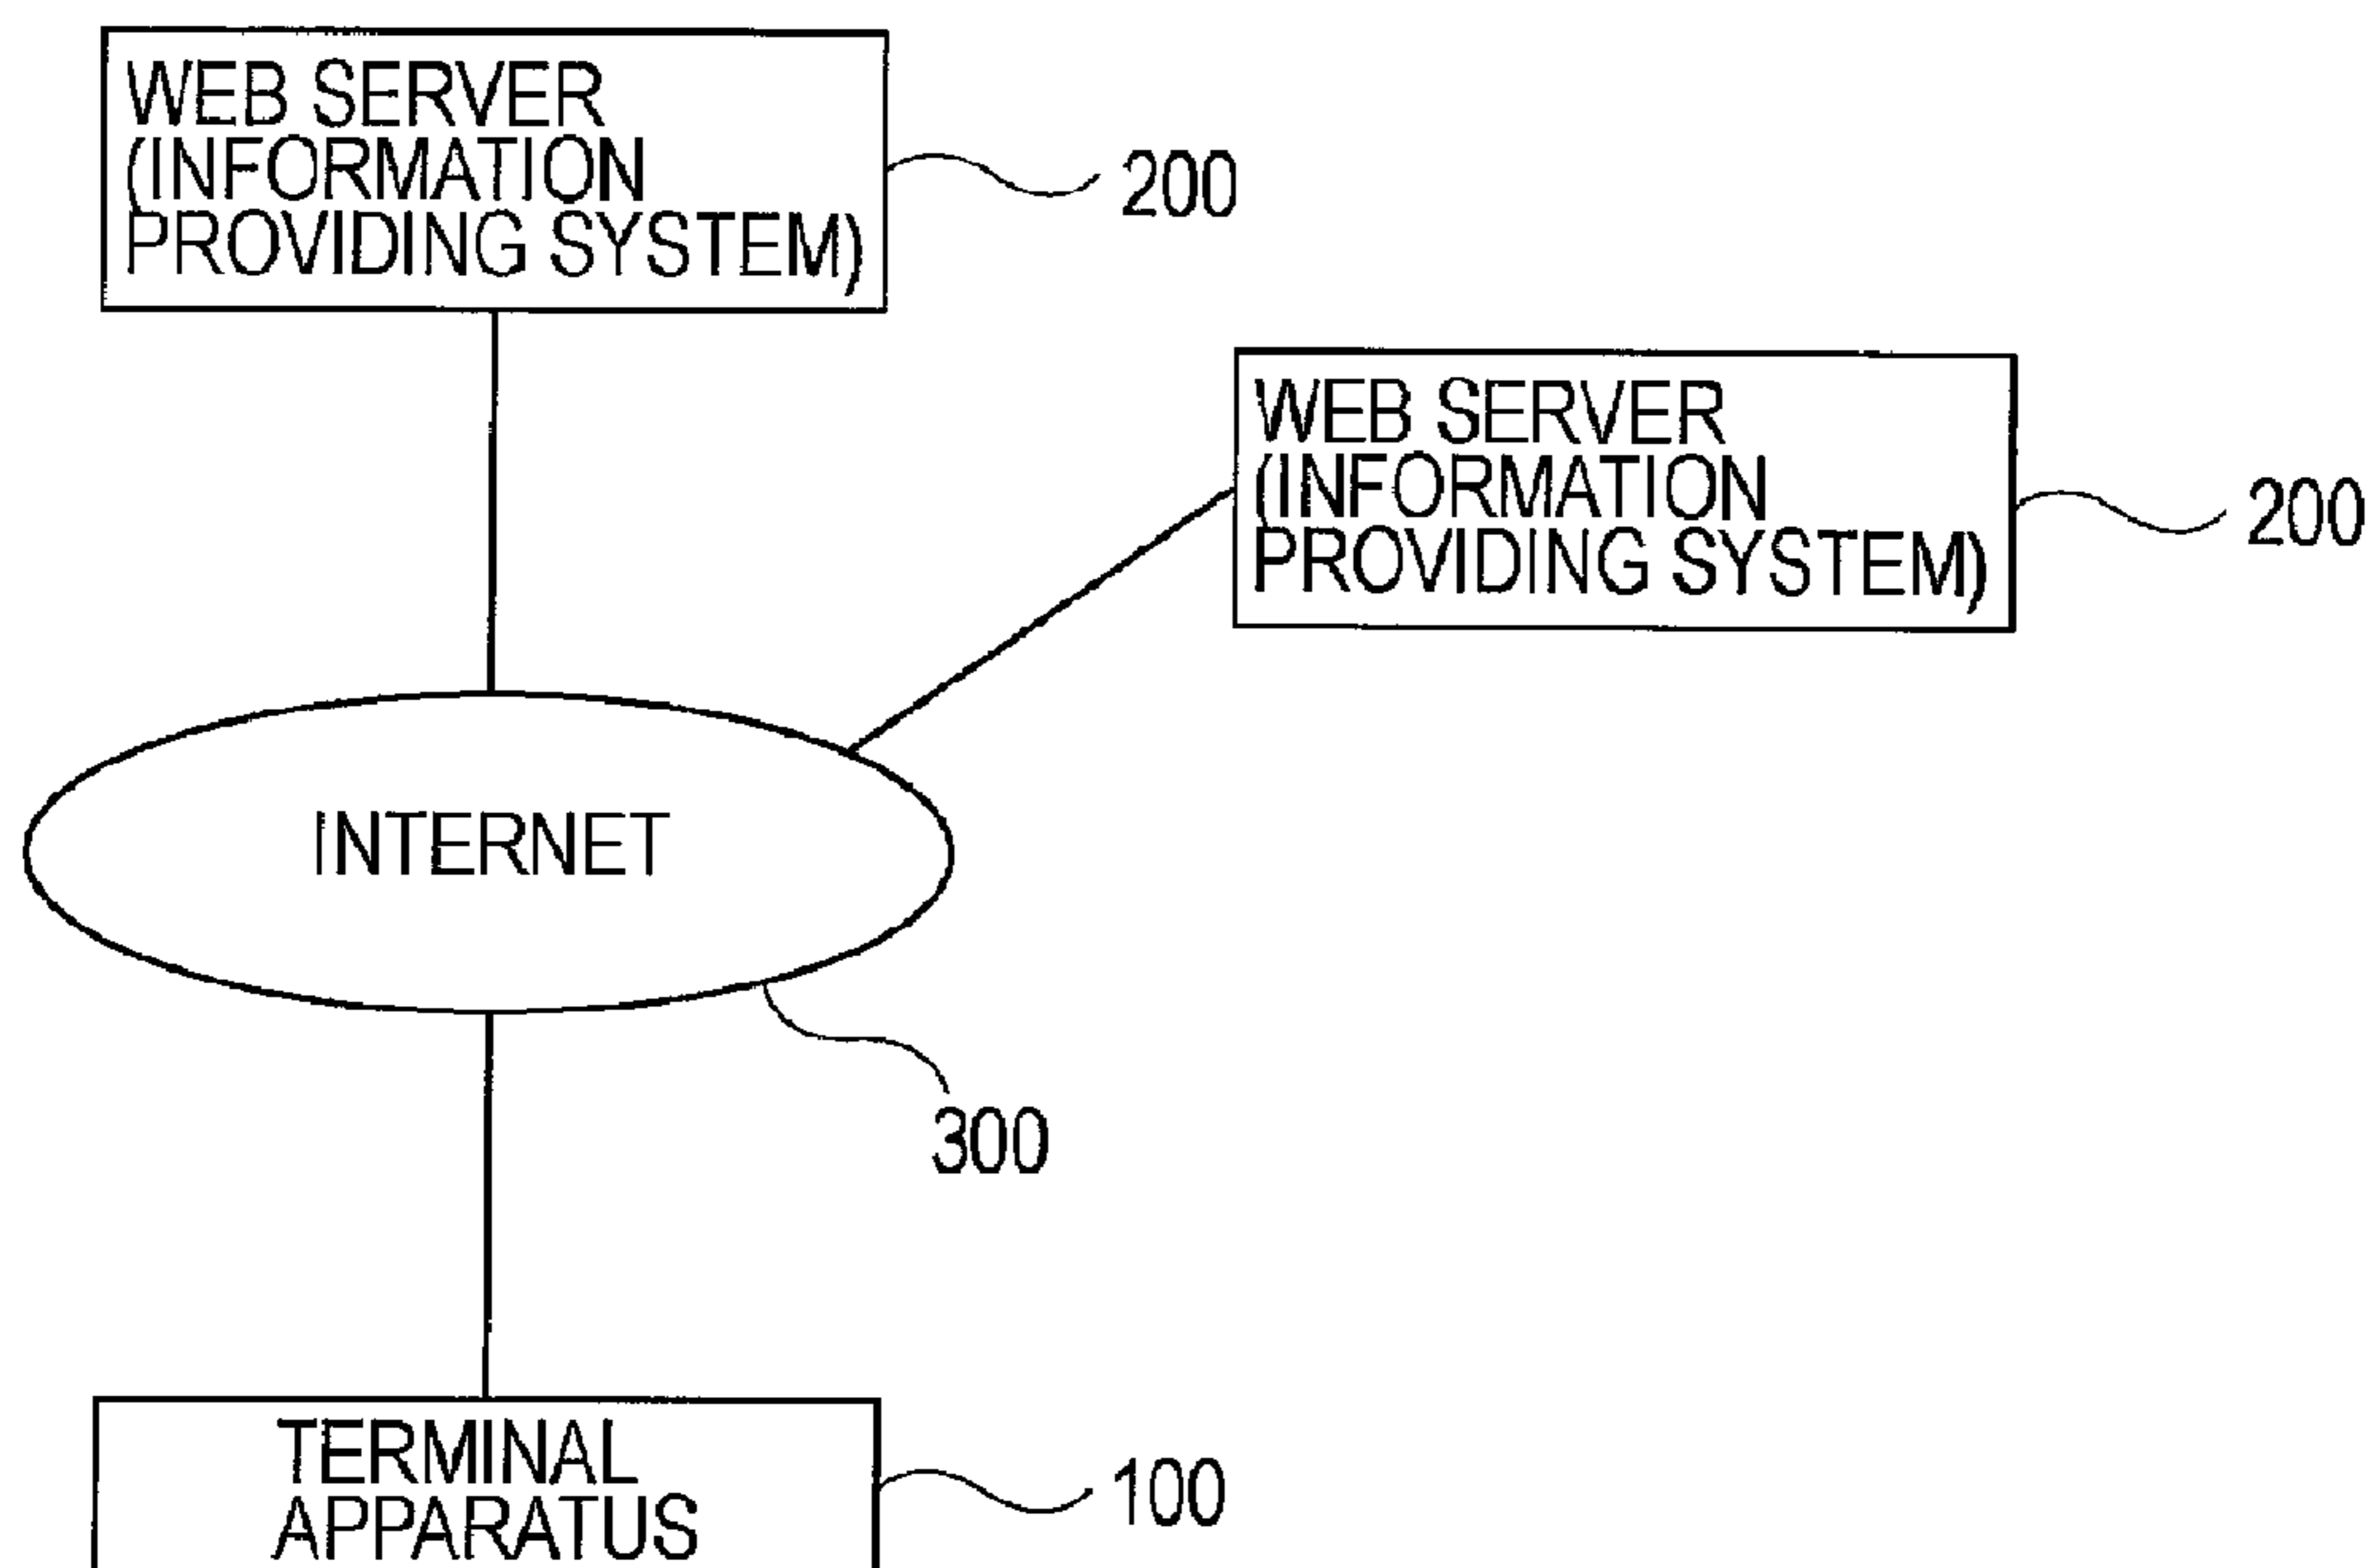 WEB SERVER
(INFORMATION
PROVIDING SYSTEM)
200
WEB SERVER
(INFORMATION
PROVIDING SYSTEM)
200
INTERNET
300
TERMINAL
APPARATUS
100